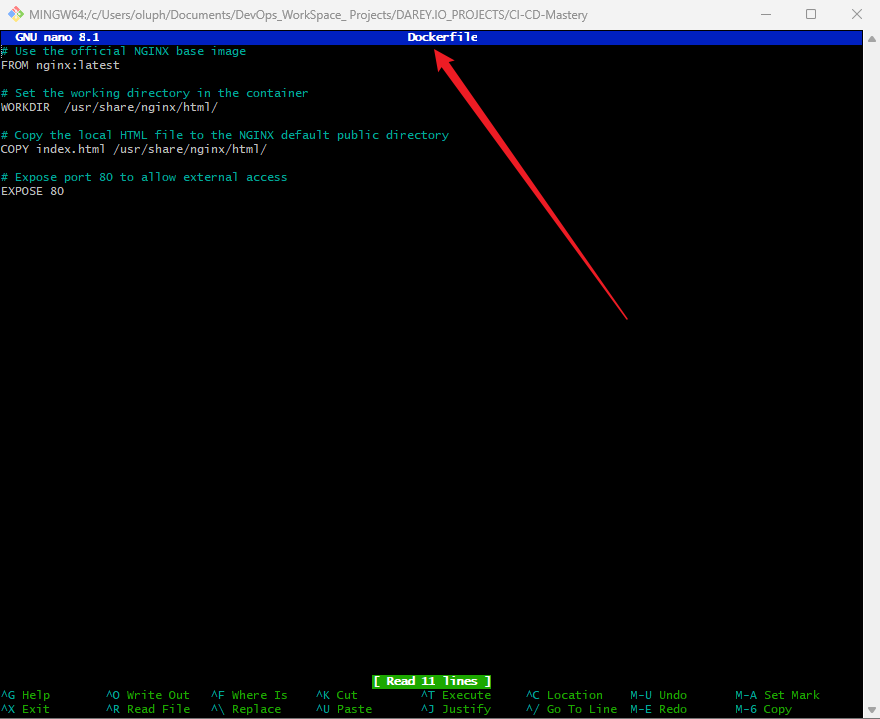 MINGW64:/c/Users/oluph/Documents/DevOps_WorkSpace_ Projects/DAREY.IO_PROJECTS/CI-CD-Mastery
GNU nano 8.1 Dockerfile
# Use the official NGINX base image
FROM nginx:latest
# Set the working directory in the container
WORKDIR  /usr/share/nginx/html/
# Copy the local HTML file to the NGINX default public directory
COPY index.html /usr/share/nginx/html/
# Expose port 80 to allow external access
EXPOSE 80
[ Read 11 lines ]
^G Help ^O Write Out ^F Where Is ^K Cut ^T Execute ^C Location M-U Undo M-A Set Mark
^X Exit ^R Read File ^\ Replace ^U Paste ^J Justify ^/ Go To Line M-E Redo M-6 Copy